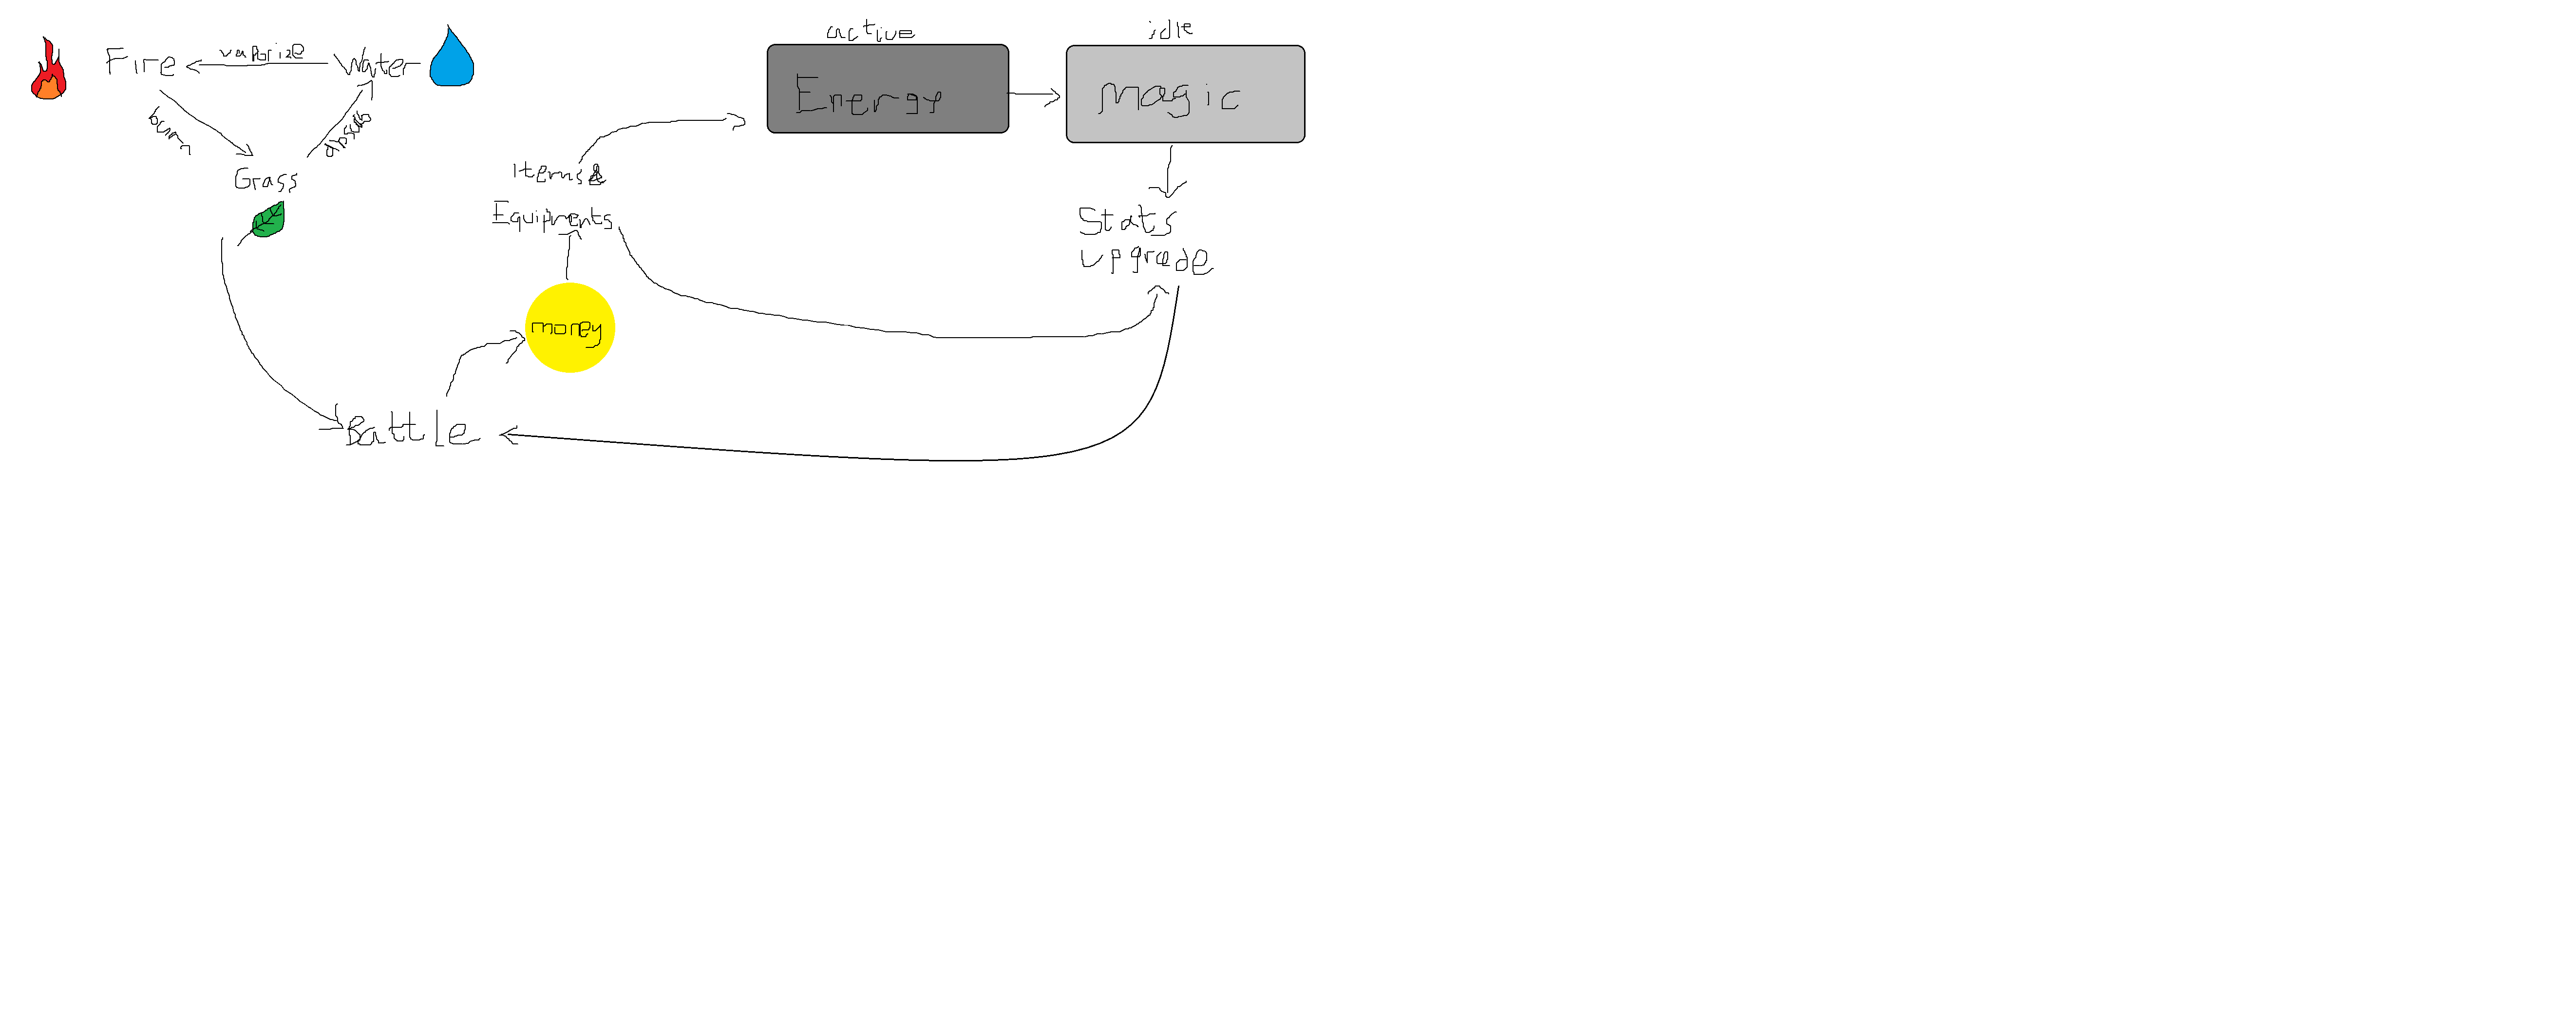 active
idle
Fire
vaporize
Water
Energy
Magic
burn
absorb
Grass
Items &
Equipments
Stats
upgrade
money
Battle